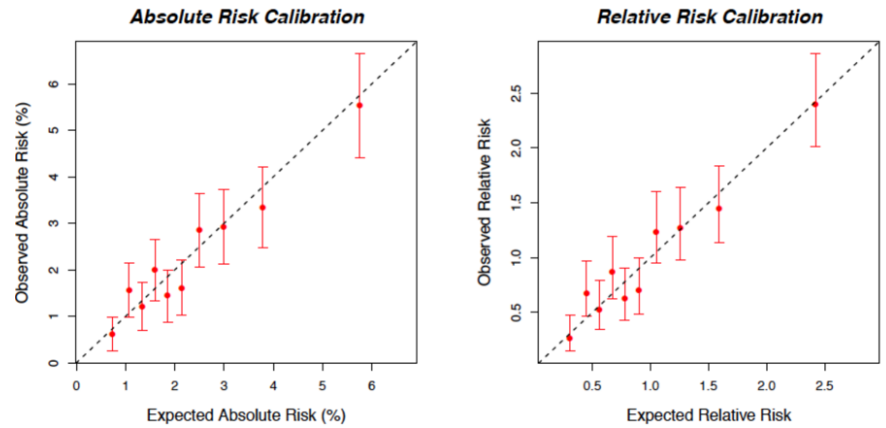 Absolute Risk Calibration
Observed Absolute Risk (%)
6
5
4
3
2
1
0
0 1 2 3 4 5 6
Expected Absolute Risk (%)
Relative Risk Calibration
Observed Relative Risk
2.5
2.0
1.5
1.0
0.5
0.5 1.0 1.5 2.0 2.5
Expected Relative Risk